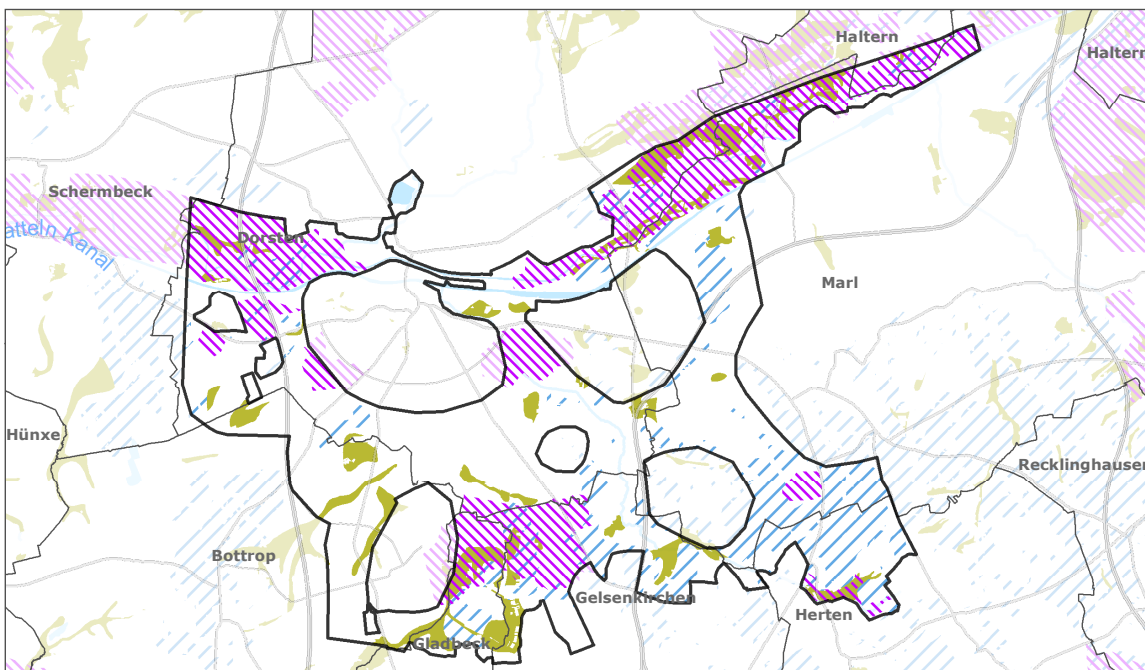 Haltern
Haltern
Schermbeck
atteln Kanal
Dorsten
Marl
Hünxe
Recklinghausen
Bottrop
Gelsenkirchen
Herten
Gladbeck